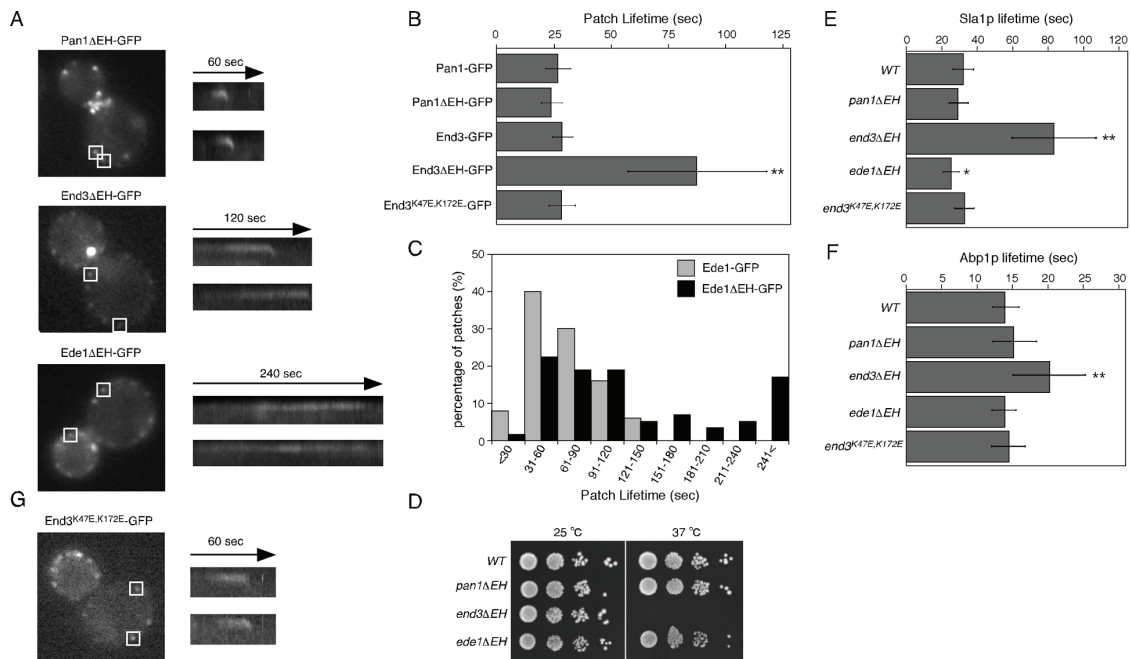 A
Pan1ΔEH-GFP
60 sec
End3ΔEH-GFP
120 sec
Ede1ΔEH-GFP
240 sec
G
End3K47E,K172E-GFP
60 sec
B
Patch Lifetime (sec)
0 25 50 75 100 125
Pan1-GFP
Pan1ΔEH-GFP
End3-GFP
End3ΔEH-GFP
**
End3K47E,K172E-GFP
C
percentage of patches (%)
50
40
30
20
10
0
Ede1-GFP
Ede1ΔEH-GFP
<30 31-60 61-90 91-120 121-150 151-180 181-210 211-240 241<
Patch Lifetime (sec)
D
25 °C 37 °C
WT
pan1ΔEH
end3ΔEH
ede1ΔEH
E
Sla1p lifetime (sec)
0 20 40 60 80 100 120
WT
pan1ΔEH
end3ΔEH
**
ede1ΔEH
*
end3K47E,K172E
F
Abp1p lifetime (sec)
0 5 10 15 20 25 30
WT
pan1ΔEH
end3ΔEH
**
ede1ΔEH
end3K47E,K172E